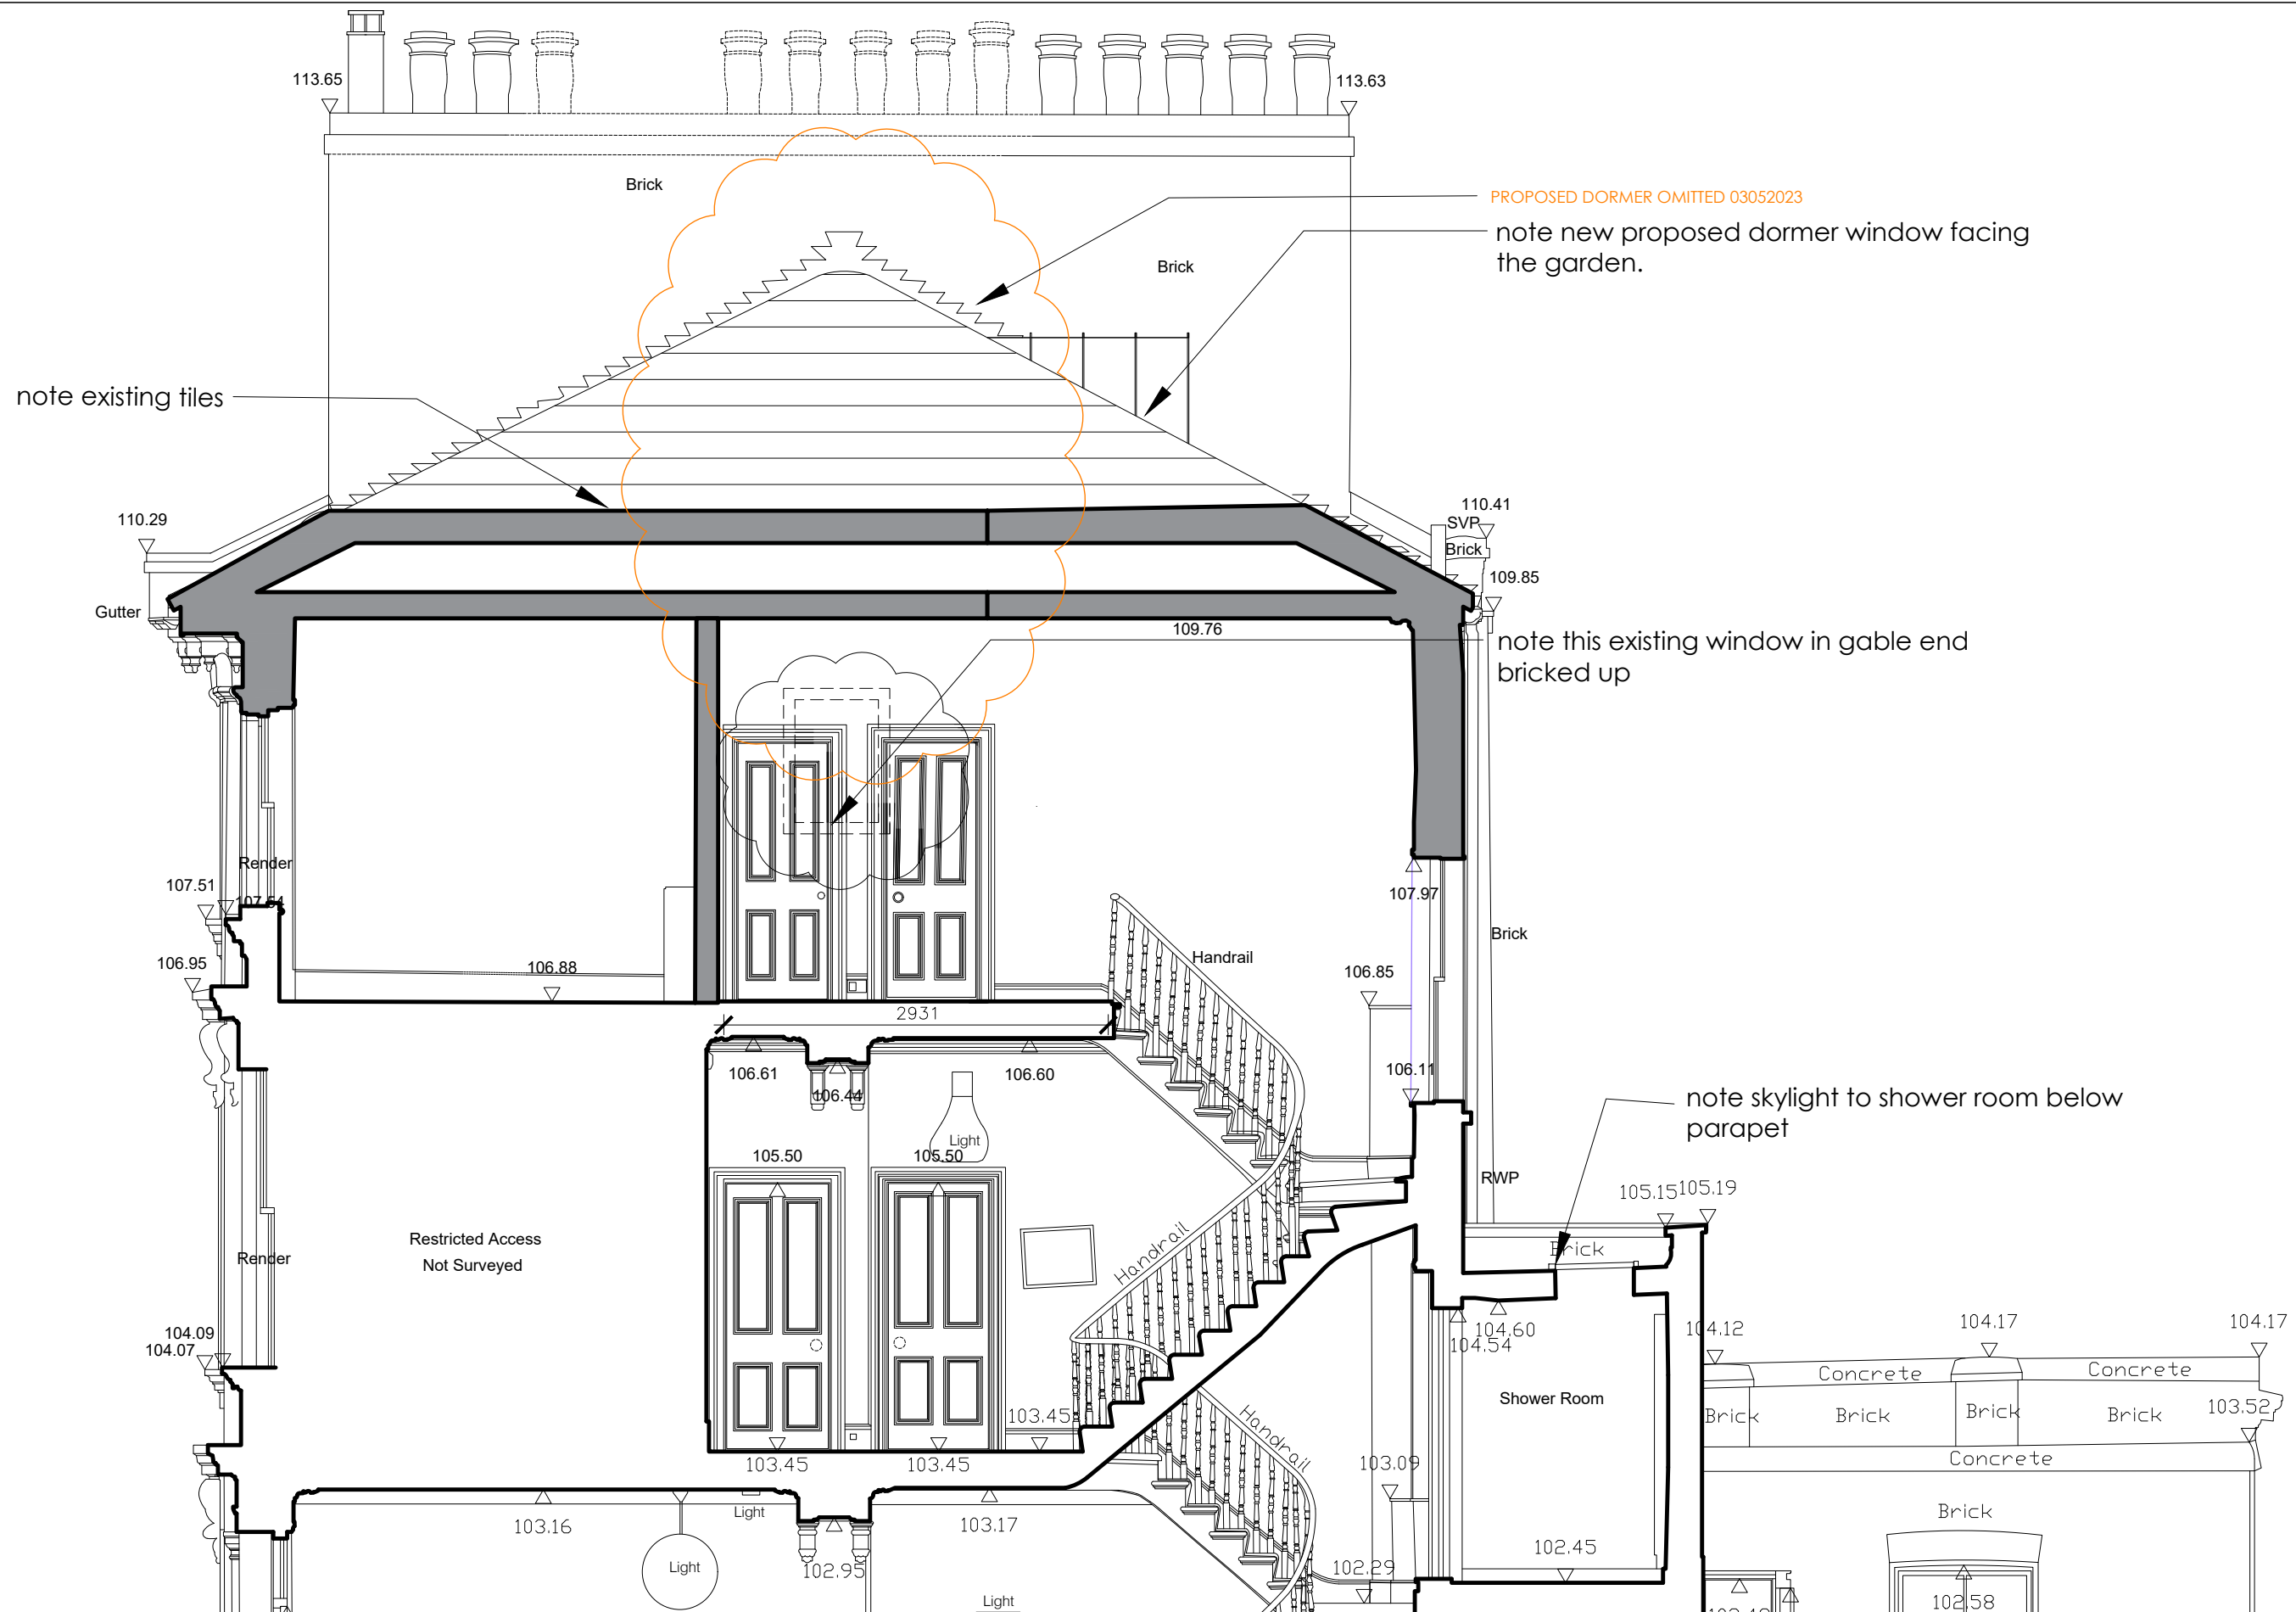 113.65
113.63
Brick
PROPOSED DORMER OMITTED 03052023
note new proposed dormer window facing
the garden.
Brick
note existing tiles
110.29
110.41
SVP
Brick
109.85
Gutter
109.76
note this existing window in gable end
bricked up
Render
107.51
107.54
107.97
Brick
Handrail
106.95
106.88
106.85
2931
106.61
106.60
106.44
106.11
note skylight to shower room below
parapet
Light
105.50
105.50
RWP
105.15
105.19
Restricted Access
Not Surveyed
Handrail
Brick
Render
104.09
104.07
104.60
104.54
104.12
104.17
104.17
Concrete
Concrete
Shower Room
103.45
Brick
Brick
Brick
Brick
103.52
Handrail
103.45
103.45
103.09
Concrete
103.16
Light
103.17
Brick
102.45
Light
102.95
102.29
Light
102.58